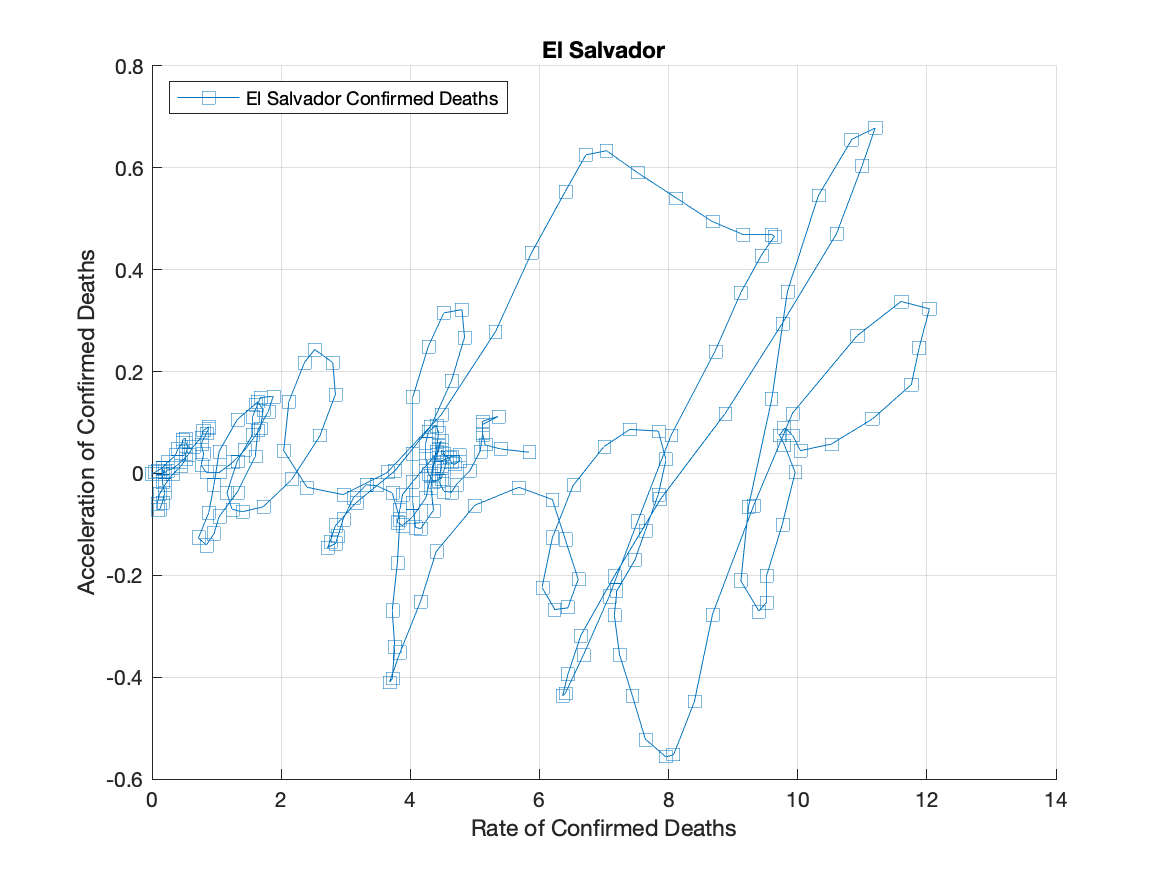 El Salvador
El Salvador Confirmed Deaths
Acceleration of Confirmed Deaths
0.8
0.6
0.4
0.2
0
-0.2
-0.4
-0.6
0 2 4 6 8 10 12 14
Rate of Confirmed Deaths